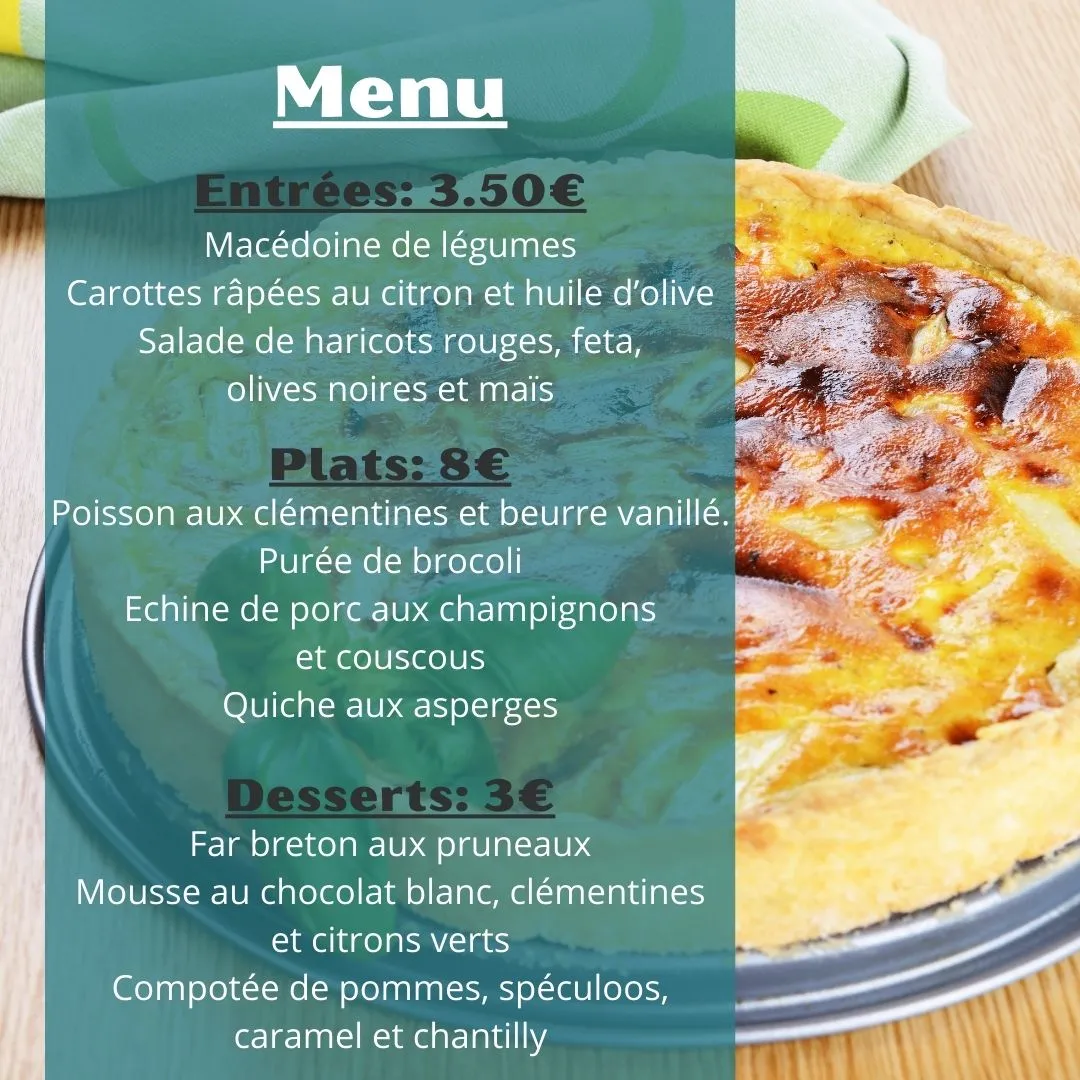 Menu
Entrées: 3.50€
Macédoine de légumes
Carottes râpées au citron et huile d’olive
Salade de haricots rouges, feta,
olives noires et maïs
Plats: 8€
Poisson aux clémentines et beurre vanillé.
Purée de brocoli
Echine de porc aux champignons
et couscous
Quiche aux asperges
Desserts: 3€
Far breton aux pruneaux
Mousse au chocolat blanc, clémentines
et citrons verts
Compotée de pommes, spéculoos,
caramel et chantilly